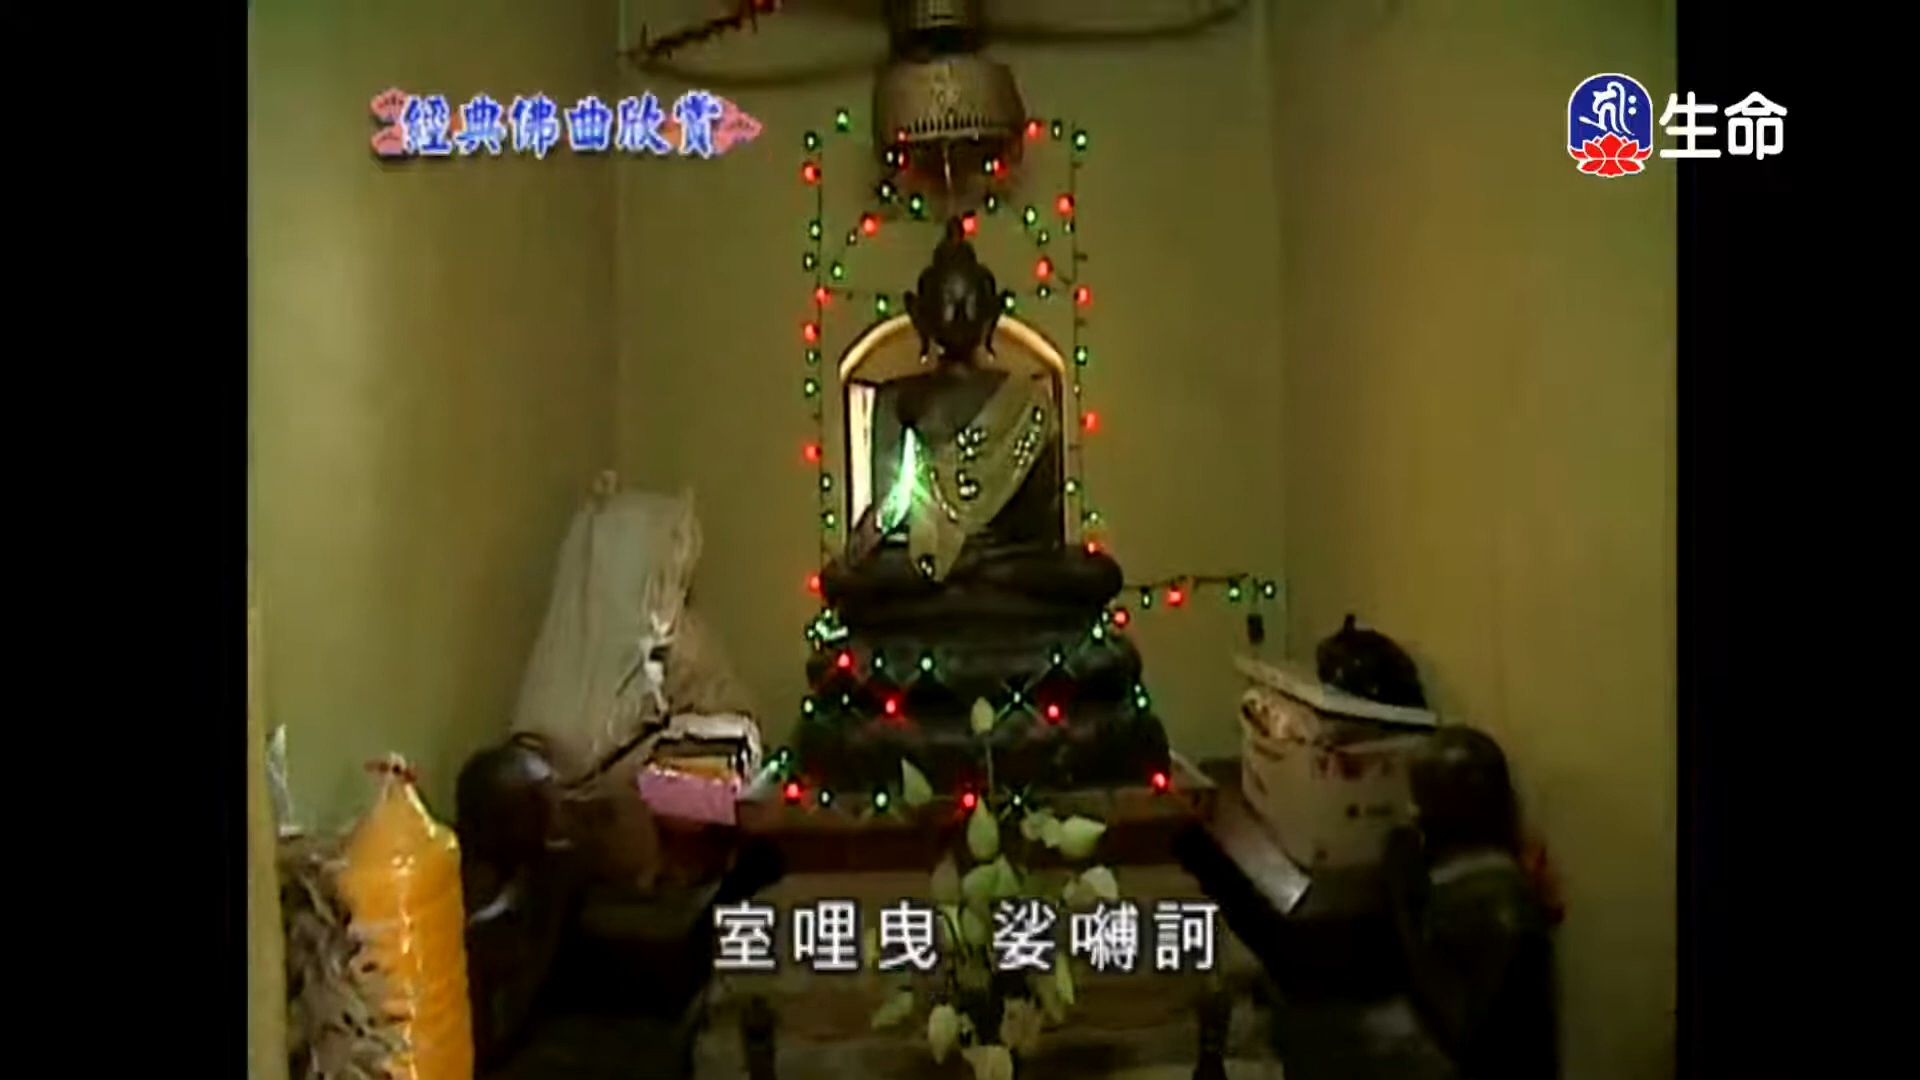 經典佛曲欣賞
生命
室哩曳 娑嚩訶